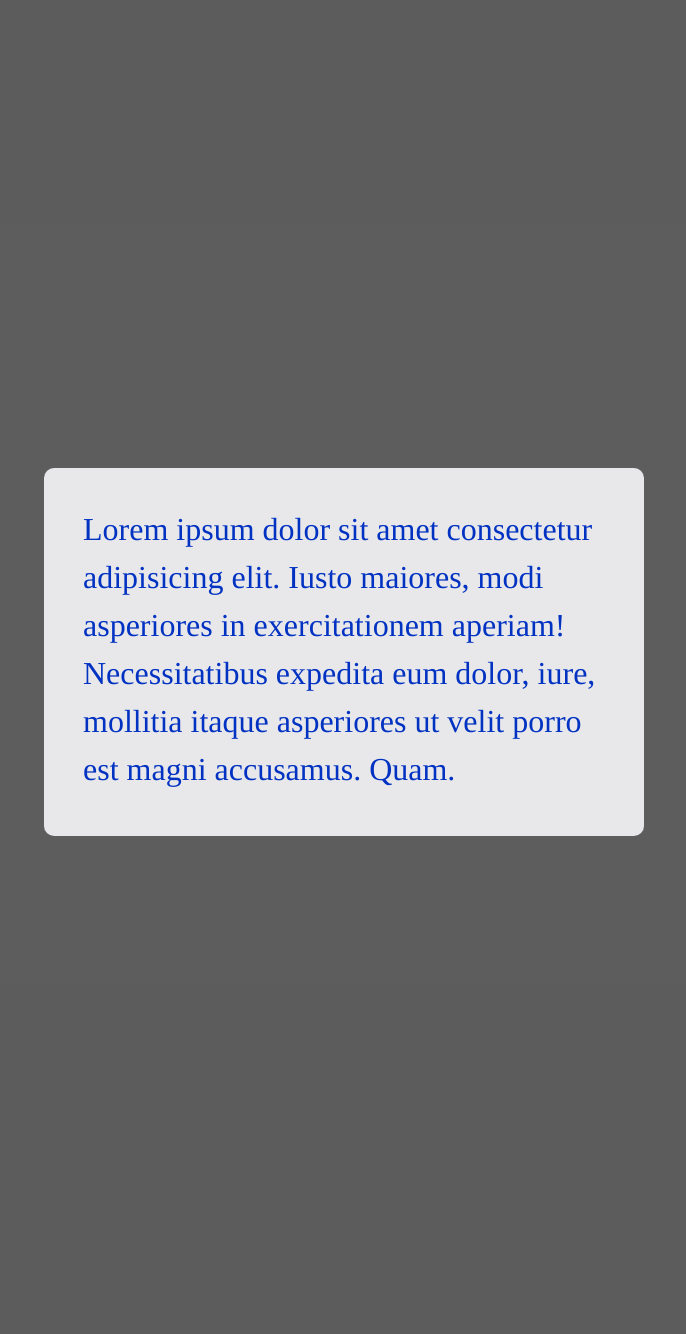 Lorem ipsum dolor sit amet consectetur
adipisicing elit. Iusto maiores, modi
asperiores in exercitationem aperiam!
Necessitatibus expedita eum dolor, iure,
mollitia itaque asperiores ut velit porro
est magni accusamus. Quam.